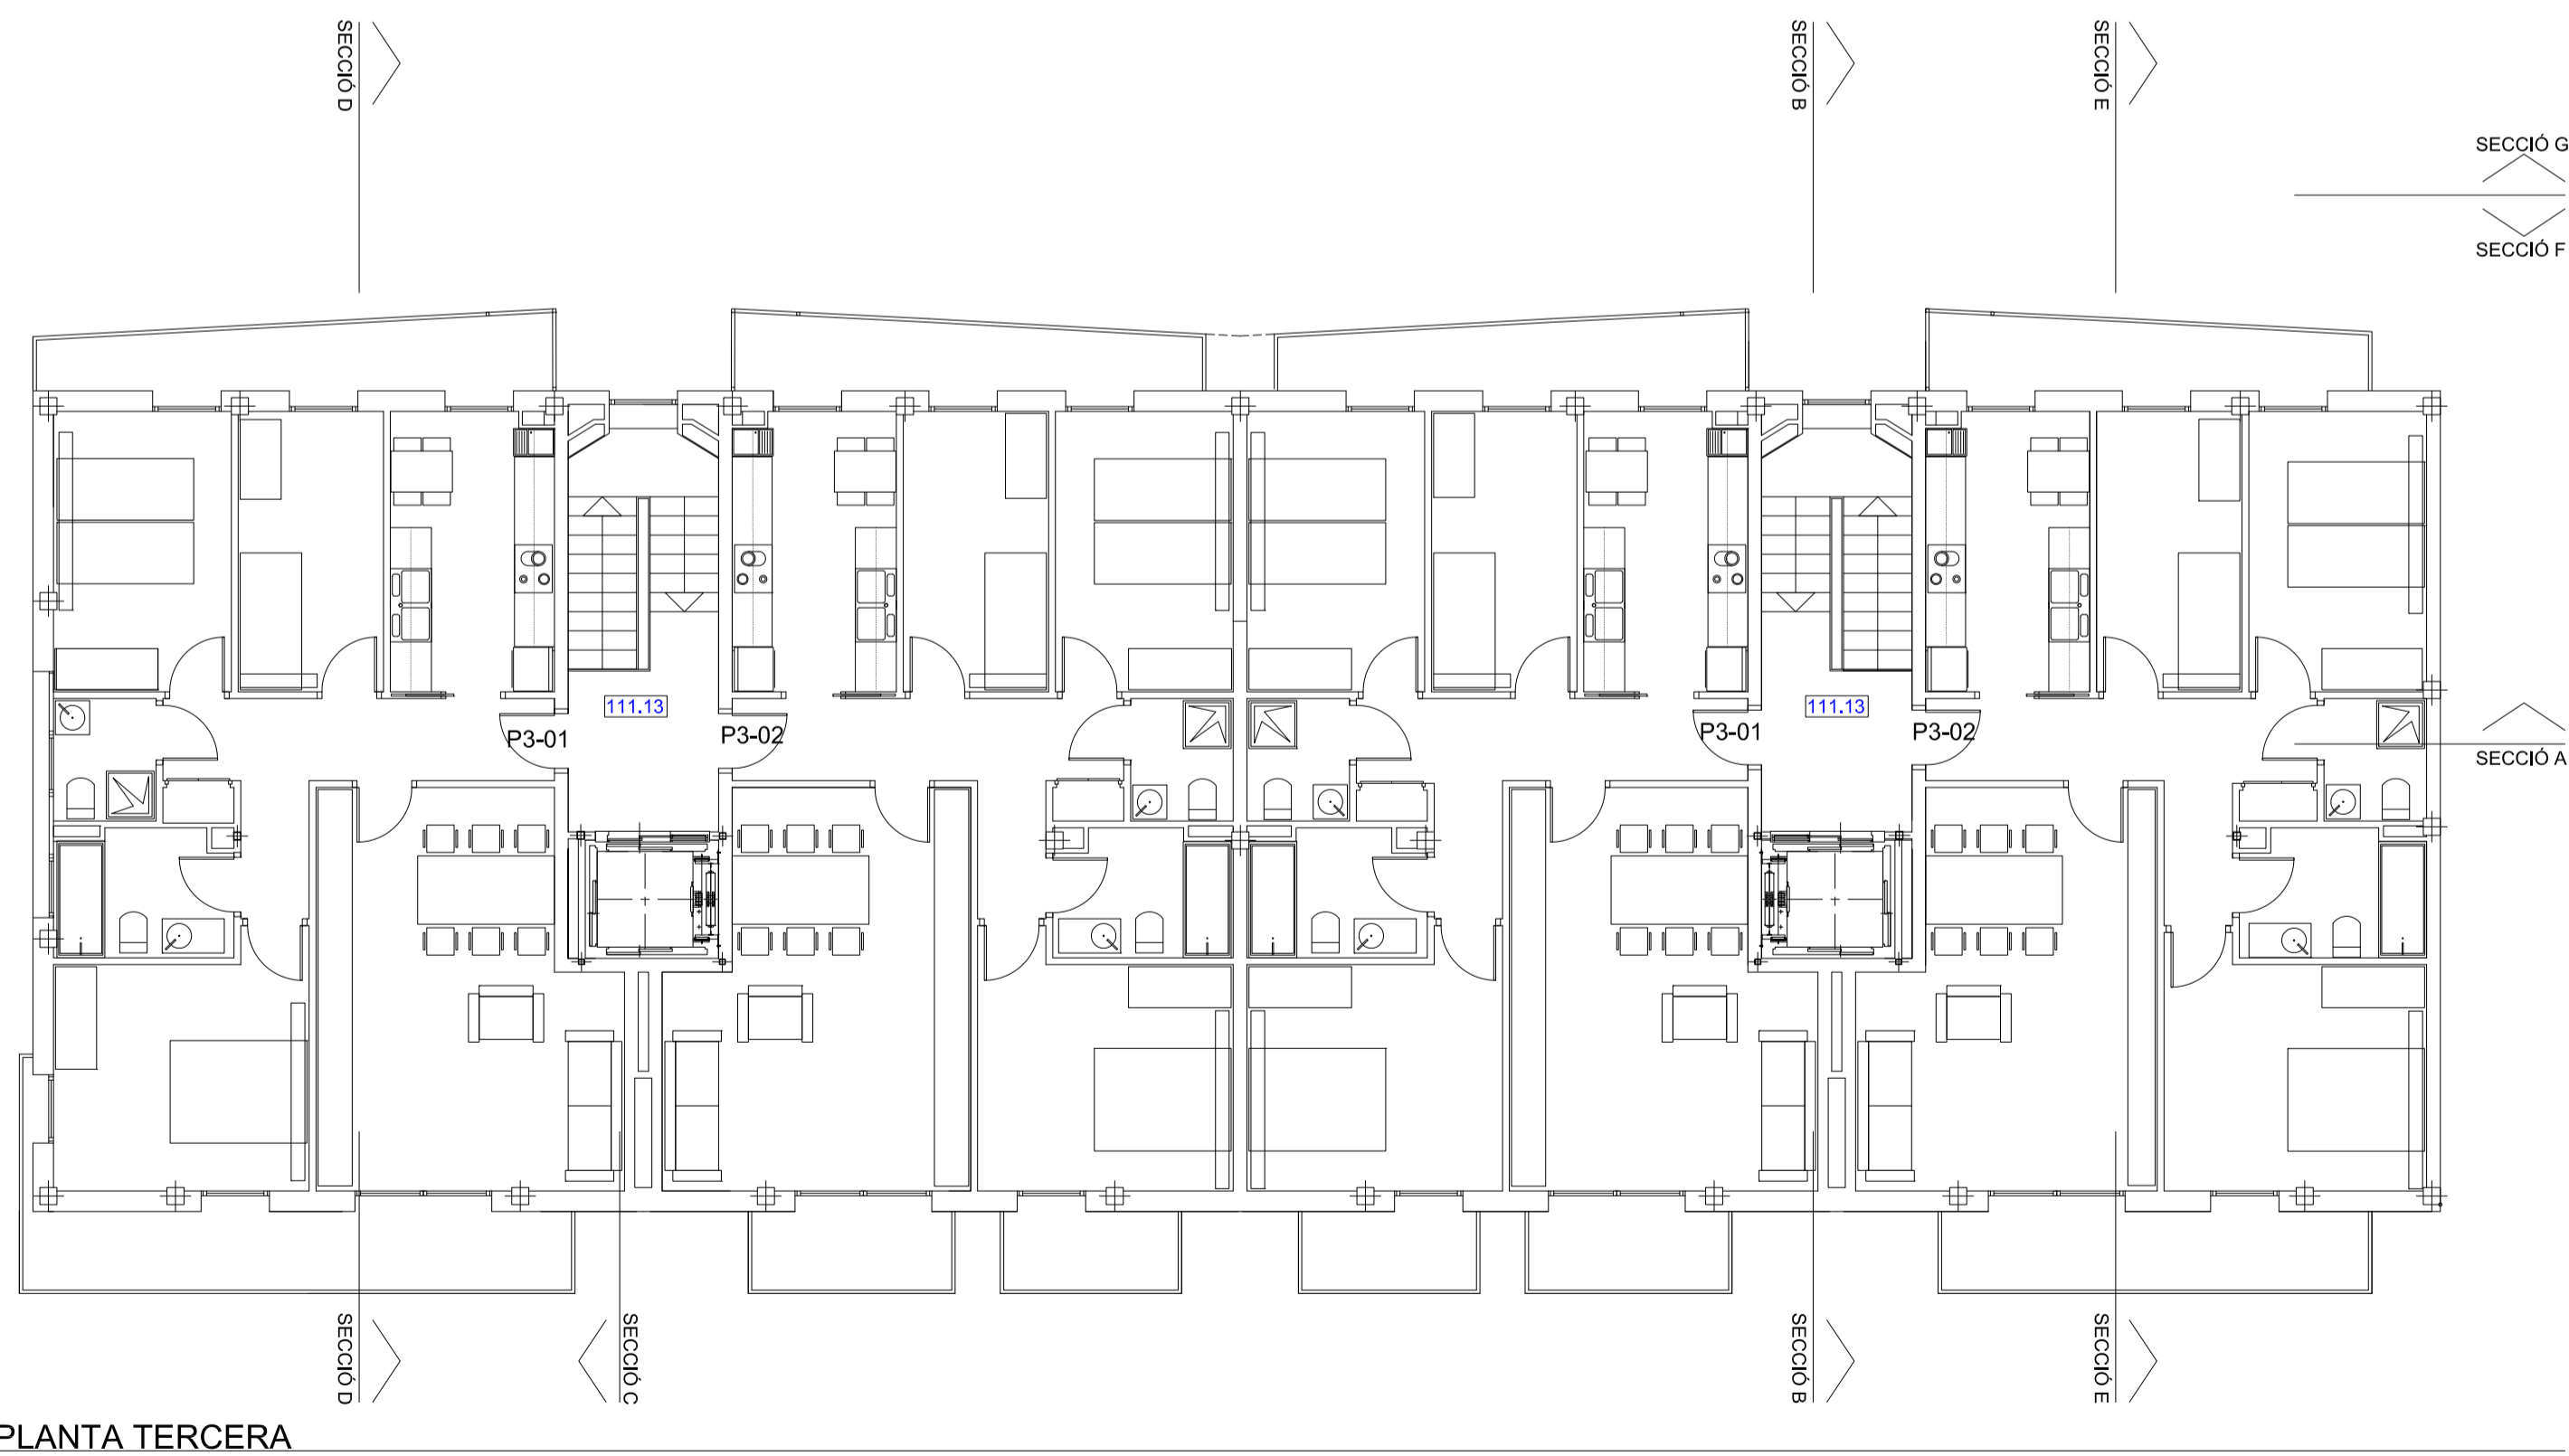 SECCIÓ D
SECCIÓ B
SECCIÓ E
SECCIÓ G
SECCIÓ F
111.13
111.13
P3-01
P3-02
P3-01
P3-02
SECCIÓ A
SECCIÓ D
SECCIÓ C
SECCIÓ B
SECCIÓ E
PLANTA TERCERA